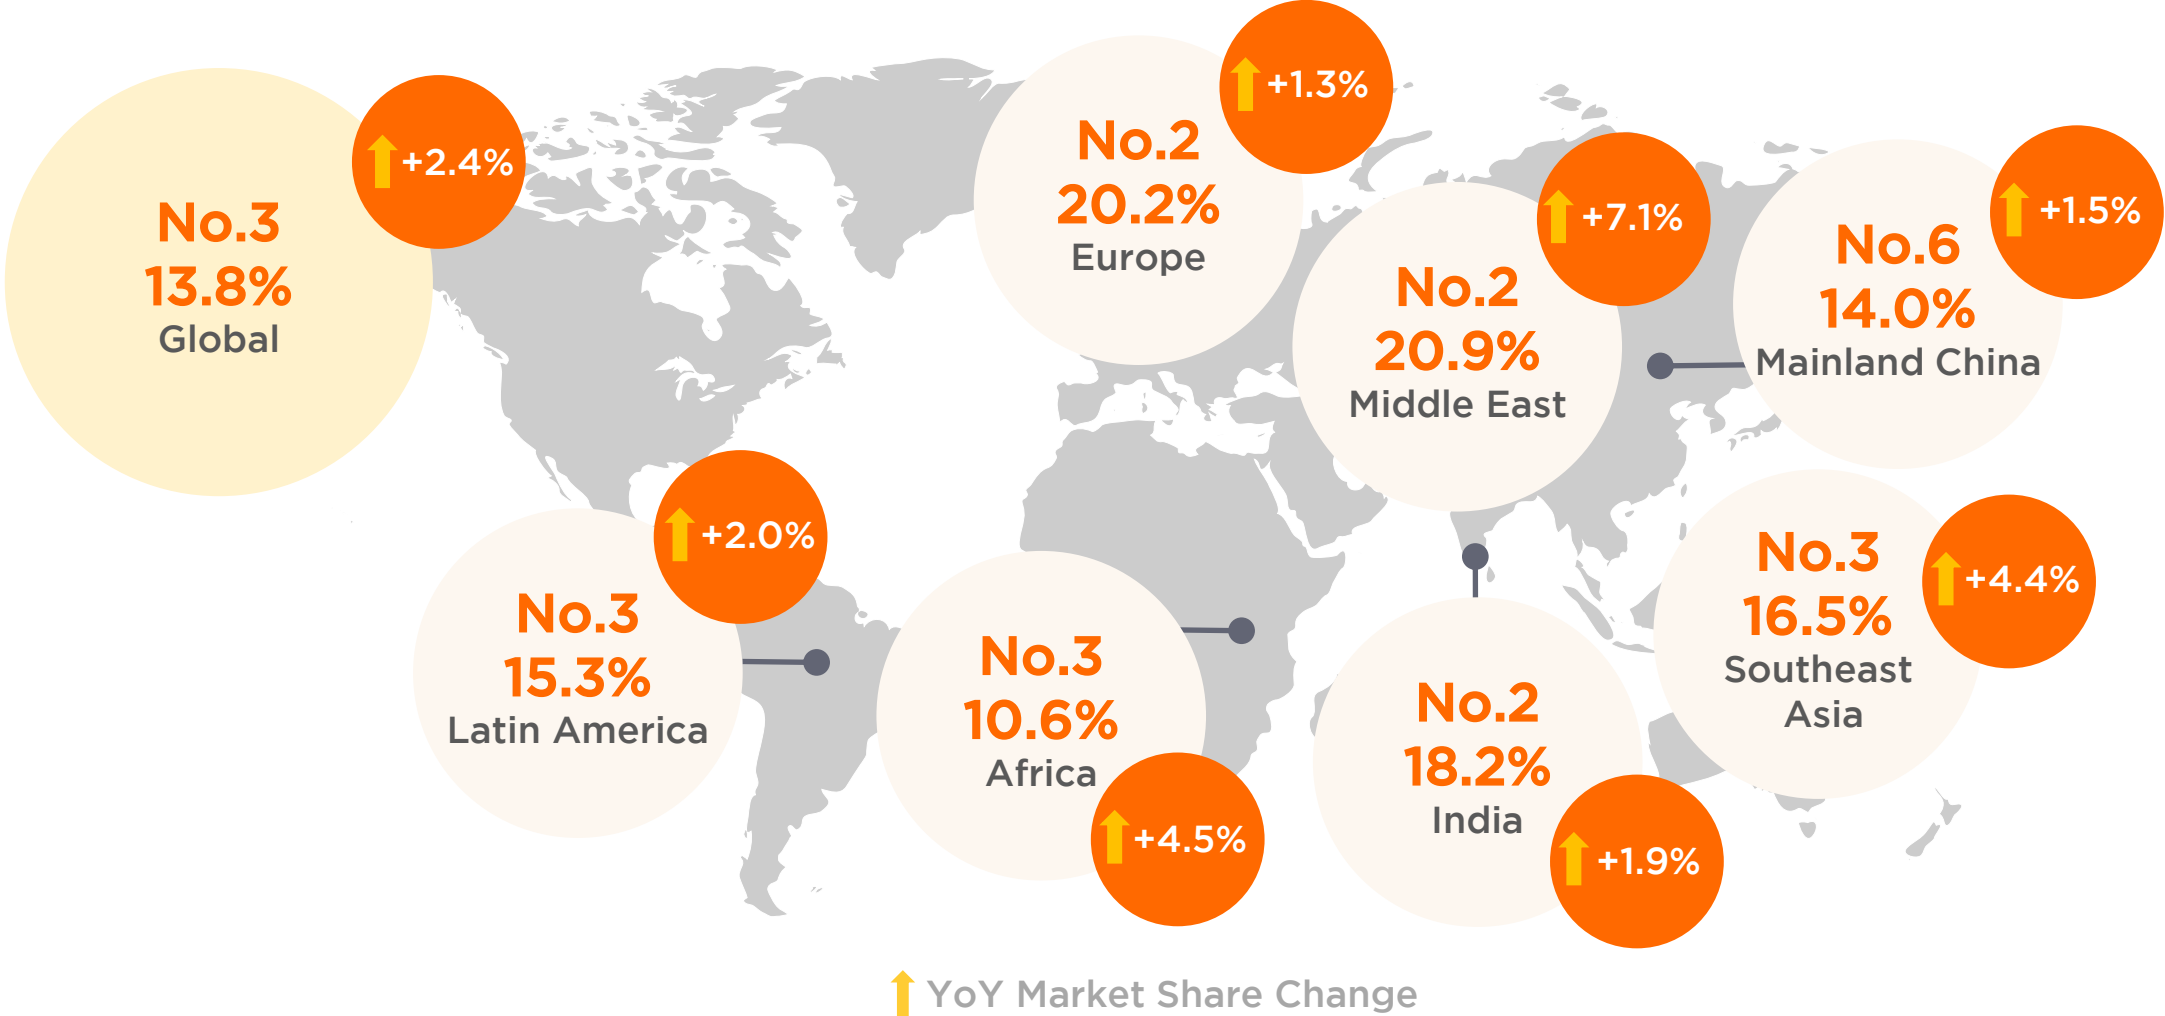 No.3
13.8%
Global
+2.4%
No.2
20.2%
Europe
+1.3%
No.2
20.9%
Middle East
+7.1%
No.6
14.0%
Mainland China
+1.5%
No.3
15.3%
Latin America
+2.0%
No.3
10.6%
Africa
+4.5%
No.2
18.2%
India
+1.9%
No.3
16.5%
Southeast
Asia
+4.4%
YoY Market Share Change